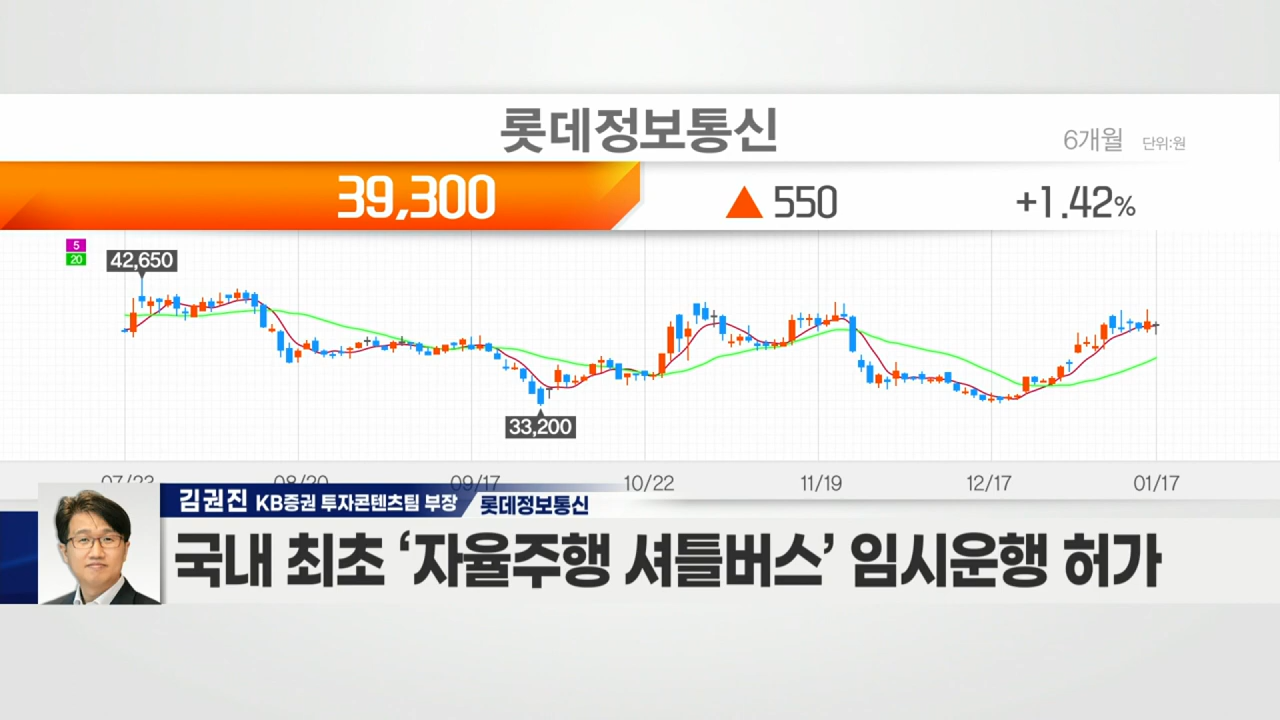 롯데정보통신
6개월 단위:원
39,300 ▲ 550 +1.42%
5
20
42,650
33,200
07/23 08/20 09/17 10/22 11/19 12/17 01/17
김권진 KB증권 투자콘텐츠팀 부장 롯데정보통신
국내 최초 ‘자율주행 셔틀버스’ 임시운행 허가